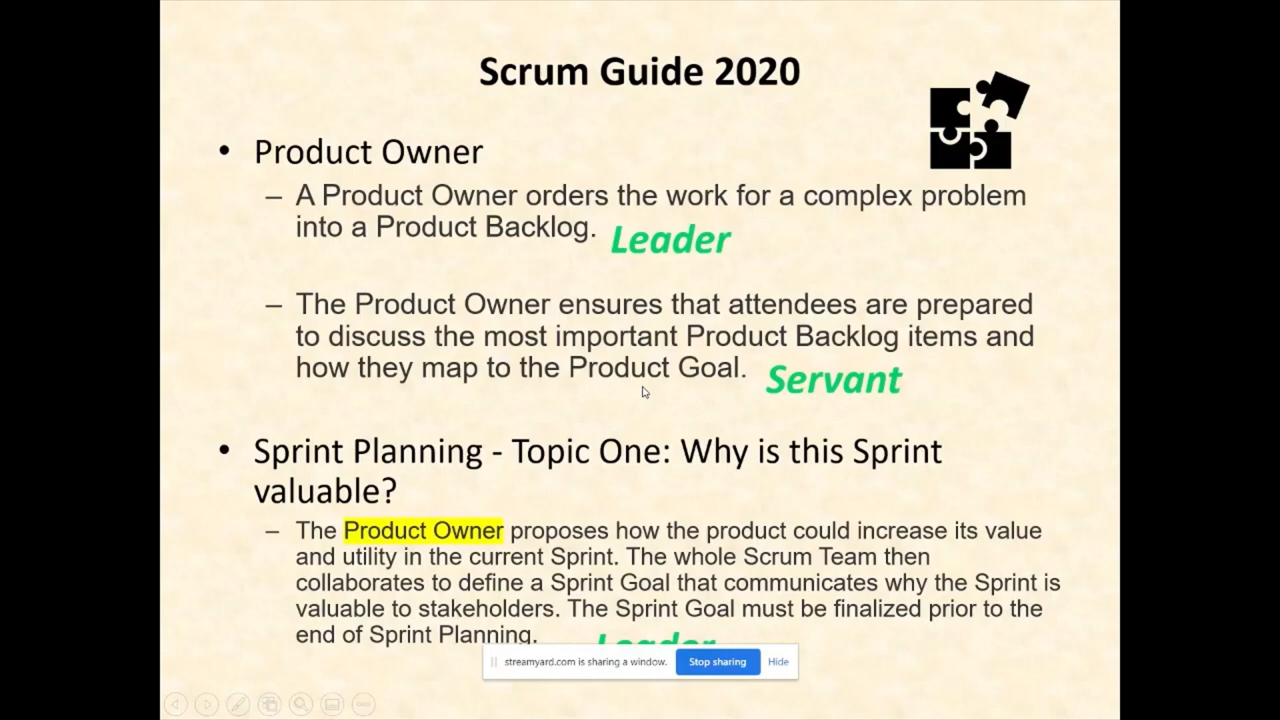 Scrum Guide 2020
• Product Owner
– A Product Owner orders the work for a complex problem
into a Product Backlog.
Leader
– The Product Owner ensures that attendees are prepared
to discuss the most important Product Backlog items and
how they map to the Product Goal.
Servant
• Sprint Planning - Topic One: Why is this Sprint
valuable?
– The Product Owner proposes how the product could increase its value
and utility in the current Sprint. The whole Scrum Team then
collaborates to define a Sprint Goal that communicates why the Sprint is
valuable to stakeholders. The Sprint Goal must be finalized prior to the
end of Sprint Planning.
Leader
streamyard.com is sharing a window. Stop sharing Hide